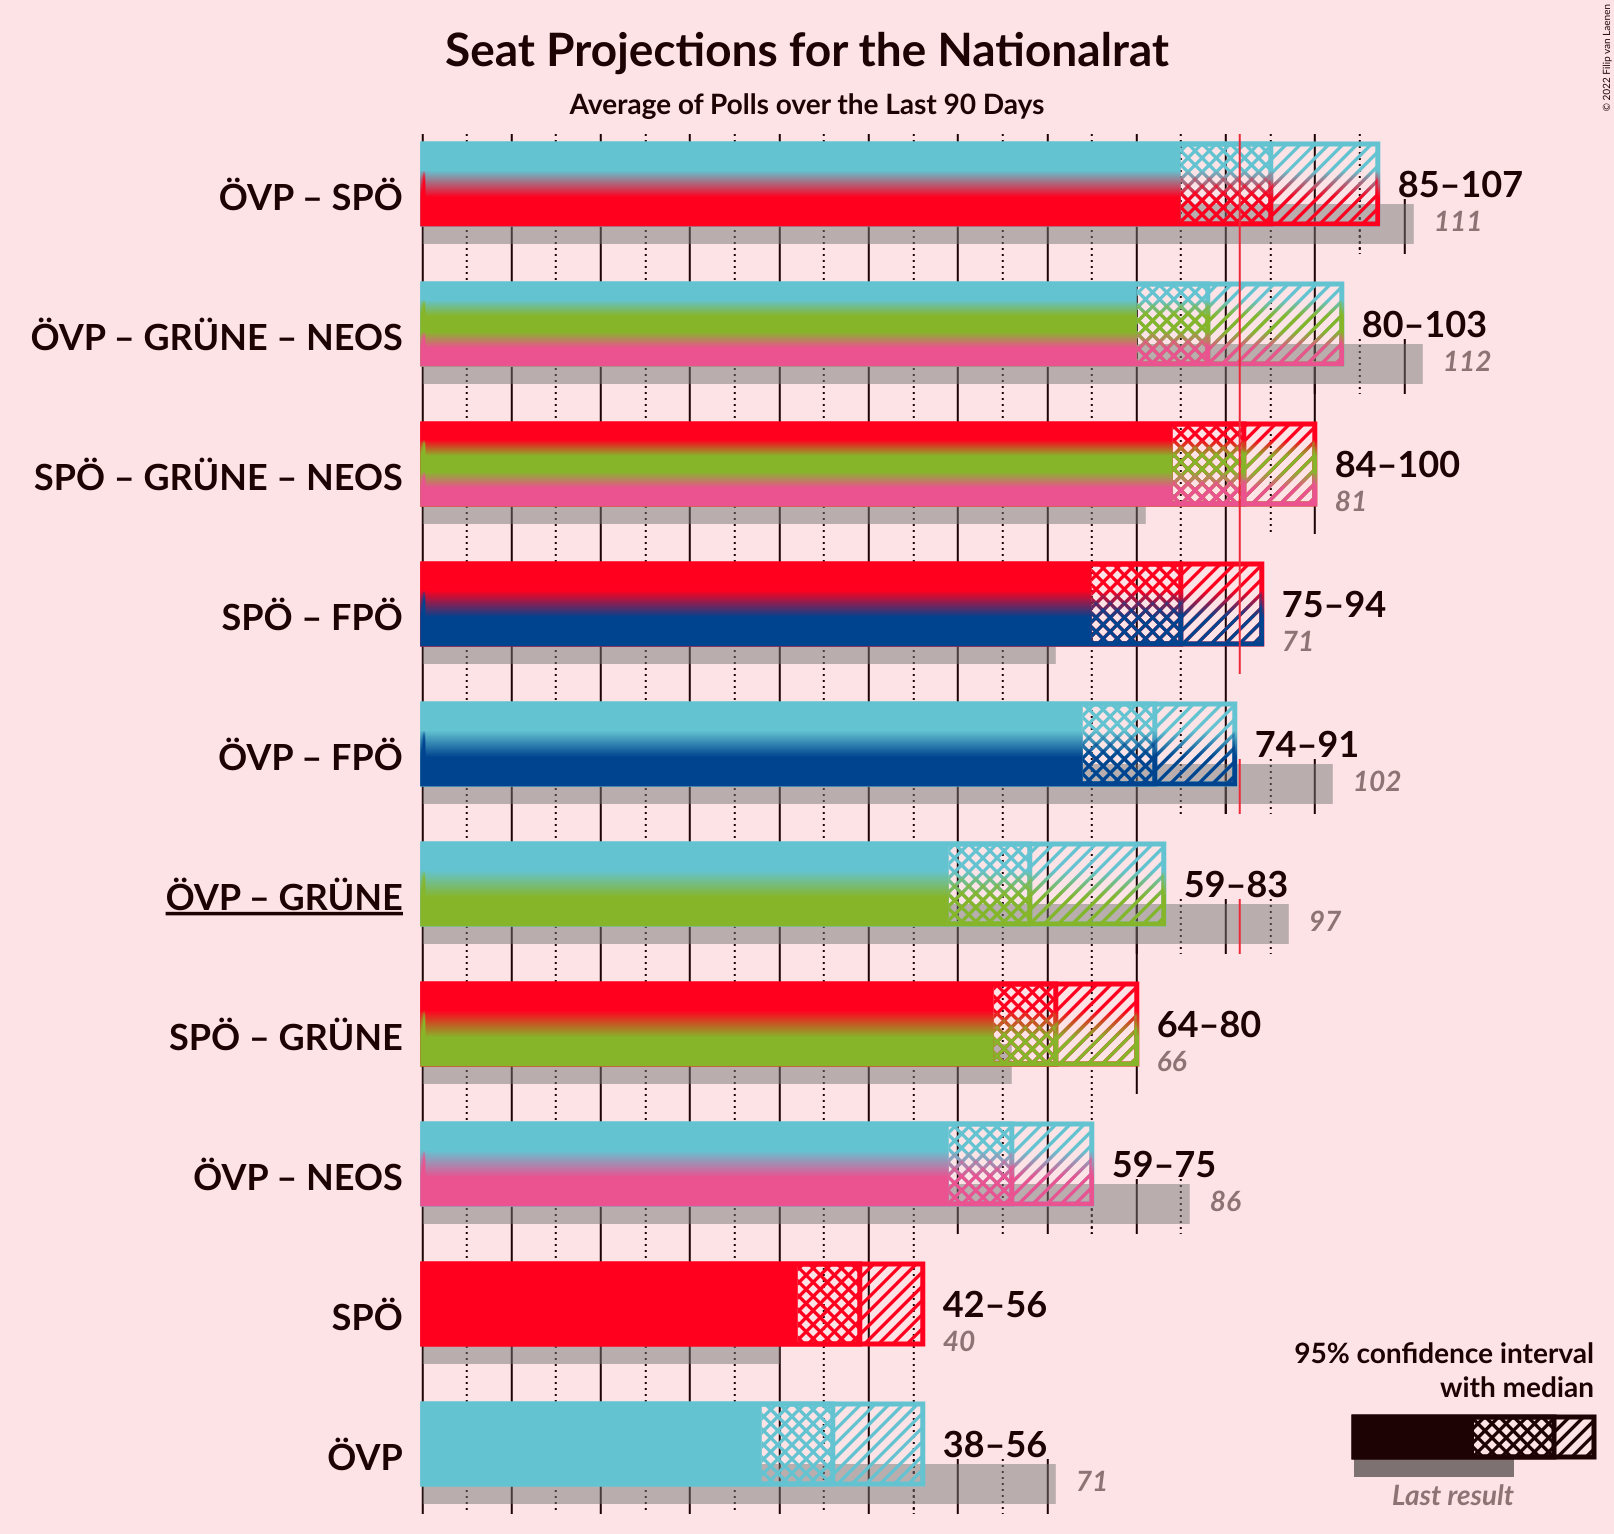 Seat Projections for the Nationalrat
Average of Polls over the Last 90 Days
© 2022 Filip van Laenen
ÖVP – SPÖ
85–107
111
ÖVP – GRÜNE – NEOS
80–103
112
SPÖ – GRÜNE – NEOS
84–100
81
SPÖ – FPÖ
75–94
71
ÖVP – FPÖ
74–91
102
ÖVP – GRÜNE
59–83
97
SPÖ – GRÜNE
64–80
66
ÖVP – NEOS
59–75
86
SPÖ
42–56
40
ÖVP
38–56
71
95% confidence interval
with median
Last result